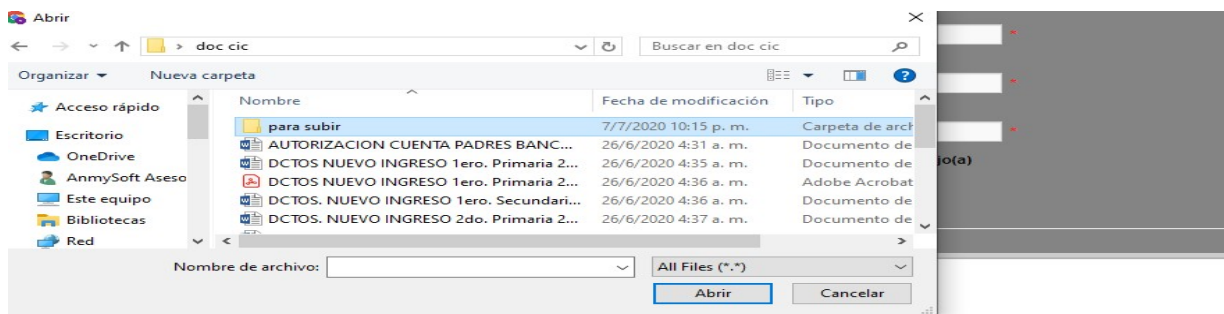 Abrir
doc cic
Buscar en doc cic
Organizar
Nueva carpeta
Nombre
Fecha de modificación
Tipo
Acceso rápido
Escritorio
OneDrive
AnmySoft Aseso
Este equipo
Bibliotecas
Red
para subir 7/7/2020 10:15 p. m. Carpeta de arch
AUTORIZACION CUENTA PADRES BANC... 26/6/2020 4:31 a. m. Documento de
DCTOS NUEVO INGRESO 1ero. Primaria 2... 26/6/2020 4:35 a. m. Documento de
DCTOS NUEVO INGRESO 1ero. Primaria 2... 26/6/2020 4:36 a. m. Adobe Acrobat
DCTOS. NUEVO INGRESO 1ero. Secundari... 26/6/2020 4:36 a. m. Documento de
DCTOS. NUEVO INGRESO 2do. Primaria 2... 26/6/2020 4:37 a. m. Documento de
Nombre de archivo:
All Files (*.*)
Abrir
Cancelar
*
*
*
jo(a)